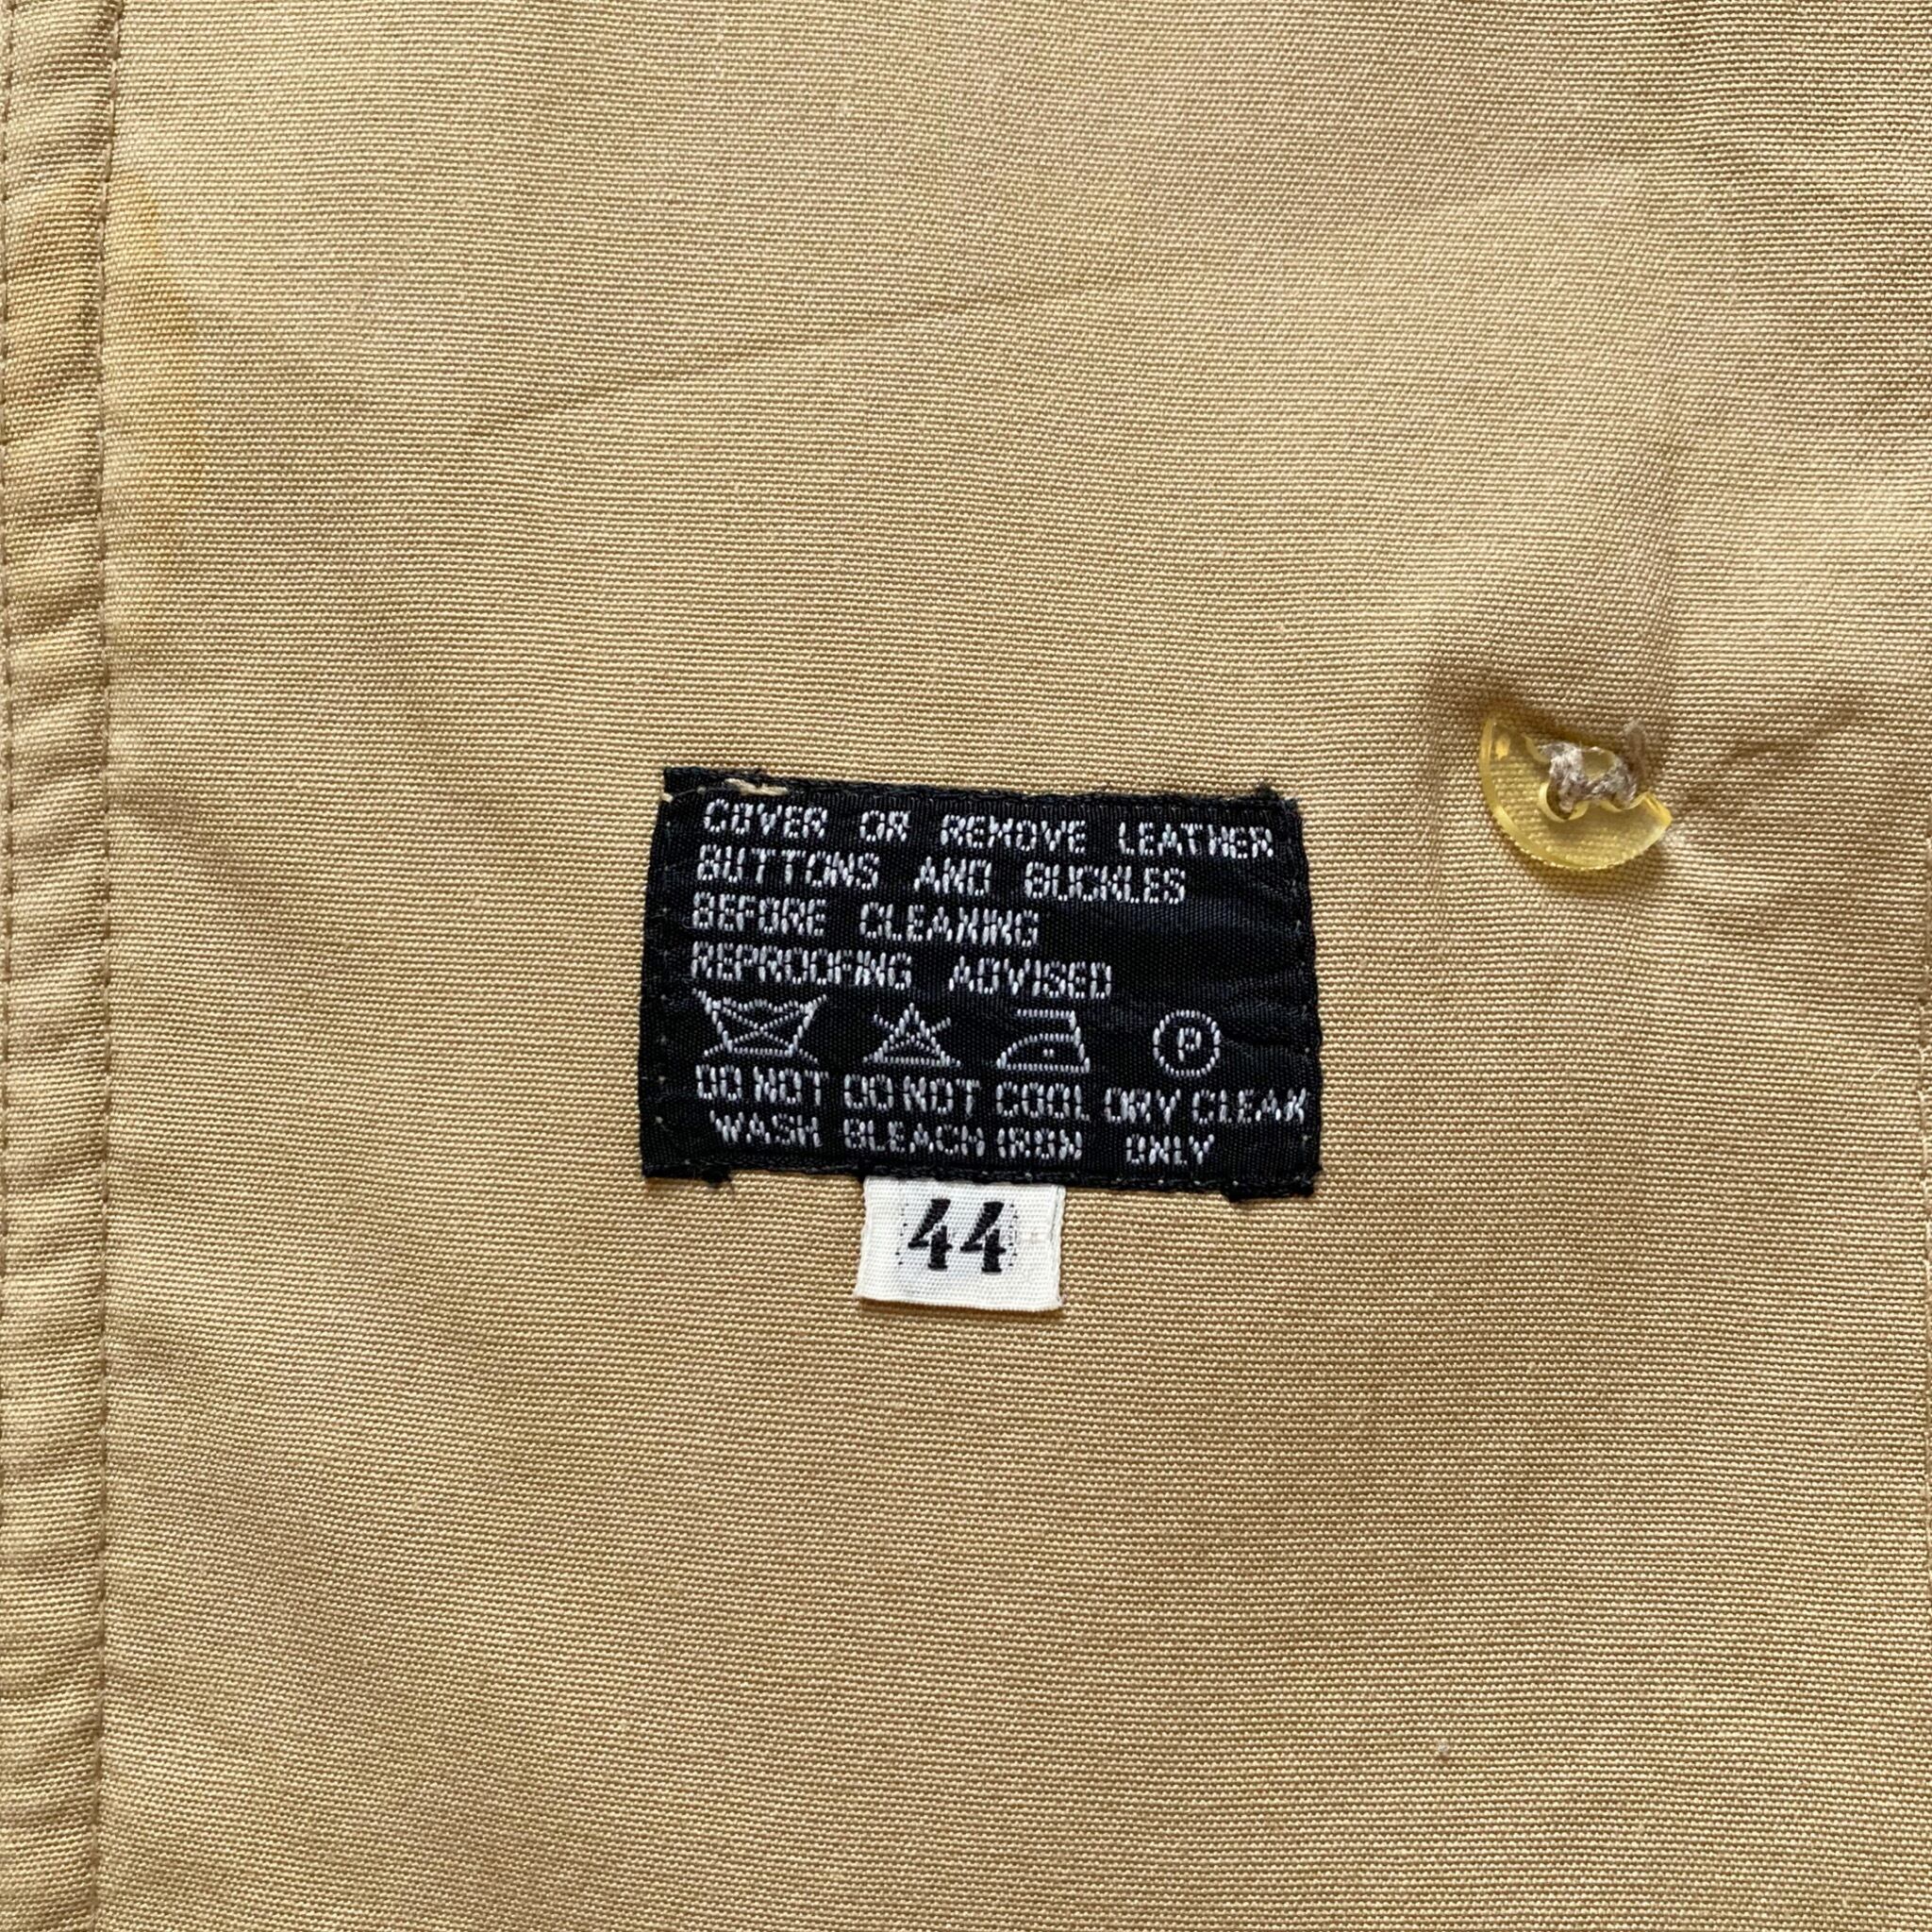 COVER OR REMOVE LEATHER
BUTTONS AND BUCKLES
BEFORE CLEANING
REPROOFING ADVISED
P
DO NOT DO NOT COOL DRY CLEAN
WASH BLEACH IRON ONLY
44